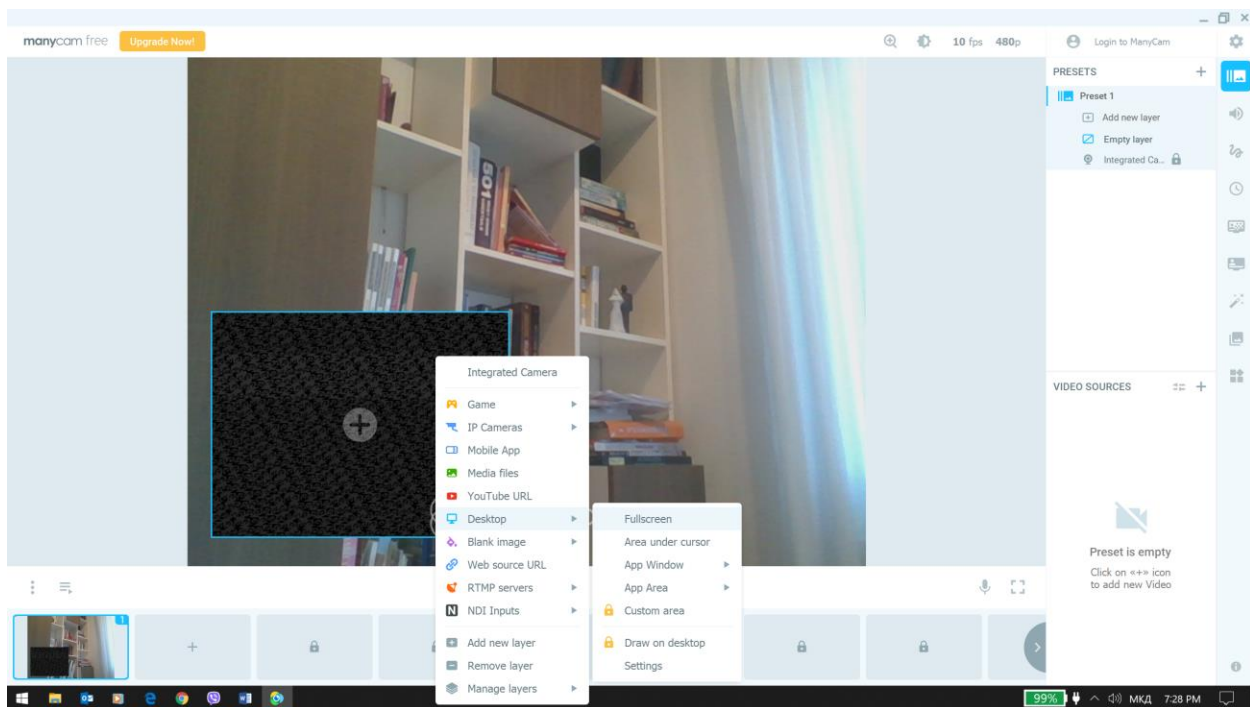 manycam free
Upgrade Now!
10 fps 480p
Login to ManyCam
PRESETS
Preset 1
Add new layer
Empty layer
Integrated Ca...
501
Integrated Camera
Game
IP Cameras
Mobile App
Media files
YouTube URL
Desktop
Blank image
Web source URL
RTMP servers
NDI Inputs
Add new layer
Remove layer
Manage layers
Fullscreen
Area under cursor
App Window
App Area
Custom area
Draw on desktop
Settings
VIDEO SOURCES
Preset is empty
Click on «+» icon
to add new Video
1
99% МКД 7:28 PM